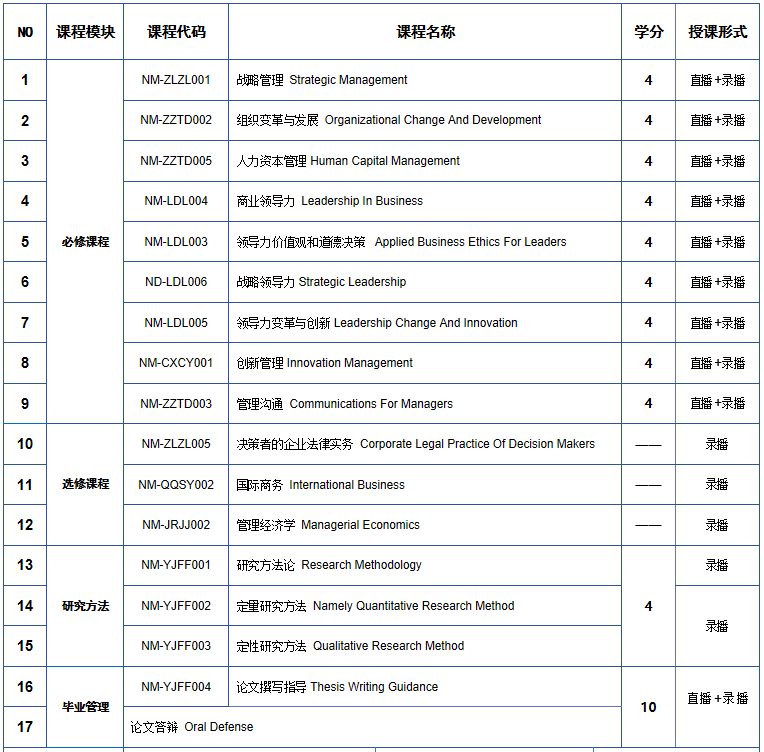 NO 课程模块 课程代码 课程名称 学分 授课形式
1 NM-ZLZL001 战略管理 Strategic Management 4 直播+录播
2 NM-ZZTD002 组织变革与发展 Organizational Change And Development 4 直播+录播
3 NM-ZZTD005 人力资本管理 Human Capital Management 4 直播+录播
4 NM-LDL004 商业领导力 Leadership In Business 4 直播+录播
5 必修课程 NM-LDL003 领导力价值观和道德决策 Applied Business Ethics For Leaders 4 直播+录播
6 ND-LDL006 战略领导力 Strategic Leadership 4 直播+录播
7 NM-LDL005 领导力变革与创新 Leadership Change And Innovation 4 直播+录播
8 NM-CXCY001 创新管理 Innovation Management 4 直播+录播
9 NM-ZZTD003 管理沟通 Communications For Managers 4 直播+录播
10 NM-ZLZL005 决策者的企业法律实务 Corporate Legal Practice Of Decision Makers —— 录播
11 选修课程 NM-QQSY002 国际商务 International Business —— 录播
12 NM-JRJJ002 管理经济学 Managerial Economics —— 录播
13 NM-YJFF001 研究方法论 Research Methodology 录播
14 研究方法 NM-YJFF002 定量研究方法 Namely Quantitative Research Method 4 录播
15 NM-YJFF003 定性研究方法 Qualitative Research Method
16 毕业管理 NM-YJFF004 论文撰写指导 Thesis Writing Guidance 10 直播+录播
17 论文答辩 Oral Defense